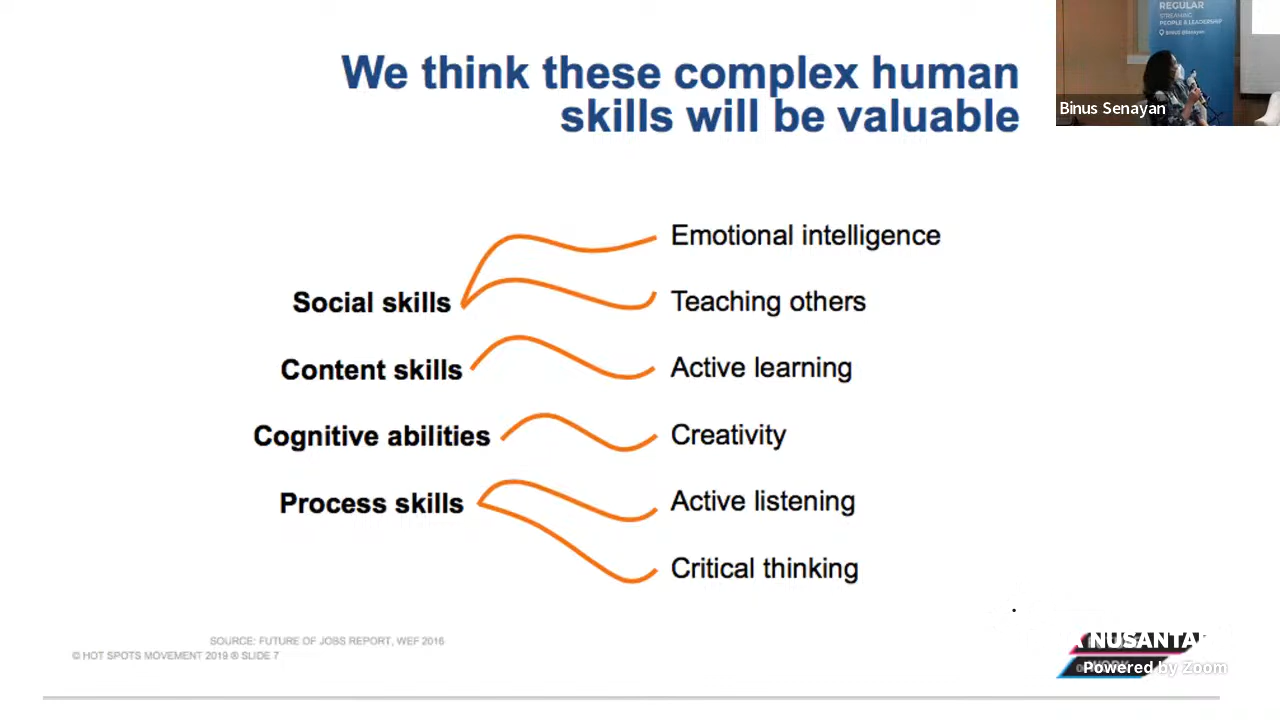 We think these complex human
skills will be valuable
REGULAR
STREAMING
PEOPLE & LEADERSHIP
Binus Senayan
Social skills
Emotional intelligence
Teaching others
Content skills
Active learning
Cognitive abilities
Creativity
Process skills
Active listening
Critical thinking
SOURCE: FUTURE OF JOBS REPORT, WEF 2016
© HOT SPOTS MOVEMENT 2019 ® SLIDE 7
NUSANTA
Powered by Zoom